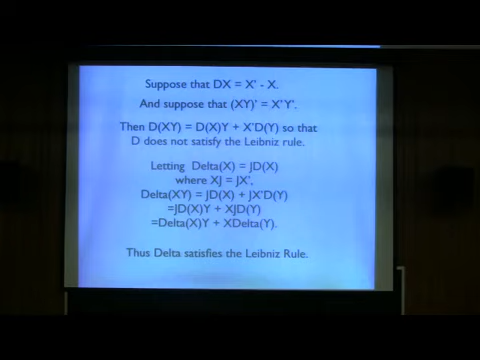 Suppose that DX = X' - X.
And suppose that (XY)' = X'Y'.
Then D(XY) = D(X)Y + X'D(Y) so that
D does not satisfy the Leibniz rule.
Letting Delta(X) = JD(X)
where XJ = JX',
Delta(XY) = JD(X) + JX'D(Y)
=JD(X)Y + XJD(Y)
=Delta(X)Y + XDelta(Y).
Thus Delta satisfies the Leibniz Rule.